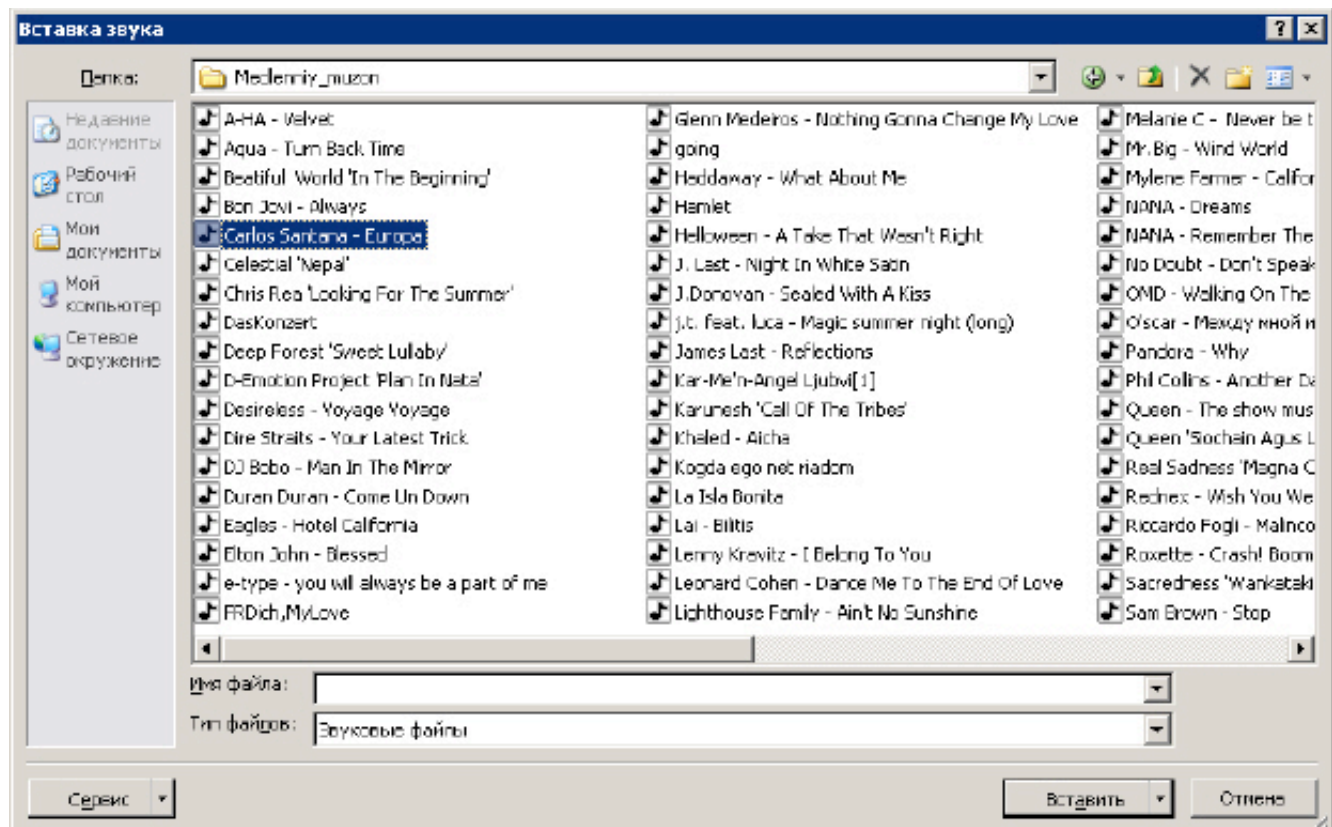 Вставка звука
Папка:
Medlenniy_muzon
Недавние
документы
Рабочий
стол
Мои
документы
Мой
компьютер
Сетевое
окружение
A-HA - Velvet
Aqua - Turn Back Time
Beatiful World 'In The Beginning'
Bon Jovi - Always
Carlos Santana - Europa
Celestial 'Nepal'
Chris Rea 'Looking For The Summer'
DasKonzert
Deep Forest 'Sweet Lullaby'
D-Emotion Project 'Plan In Nata'
Desireless - Voyage Voyage
Dire Straits - Your Latest Trick
DJ Bobo - Man In The Mirror
Duran Duran - Come Un Down
Eagles - Hotel California
Elton John - Blessed
e-type - you will always be a part of me
FRDich,MyLove
Glenn Medeiros - Nothing Gonna Change My Love
going
Haddaway - What About Me
Hamlet
Helloween - A Take That Wasn't Right
J. Last - Night In White Satin
J.Donovan - Sealed With A Kiss
j.t. feat. luca - Magic summer night (long)
James Last - Reflections
Kar-Me'n-Angel Ljubvi[1]
Karunesh 'Call Of The Tribes'
Khaled - Aicha
Kogda ego net riadom
La Isla Bonita
Lai - Bilitis
Lenny Kravitz - I Belong To You
Leonard Cohen - Dance Me To The End Of Love
Lighthouse Family - Ain't No Sunshine
Melanie C - Never be t
Mr.Big - Wind World
Mylene Farmer - Califor
NANA - Dreams
NANA - Remember The
No Doubt - Don't Speak
OMD - Walking On The
O'scar - Между мной и
Pandora - Why
Phil Collins - Another Da
Queen - The show mus
Queen 'Siochain Agus L
Real Sadness 'Magna C
Rednex - Wish You We
Riccardo Fogli - Malinco
Roxette - Crash! Boom
Sacredness 'Wankataki
Sam Brown - Stop
Имя файла:
Тип файлов:
Звуковые файлы
Сервис
Вставить
Отмена